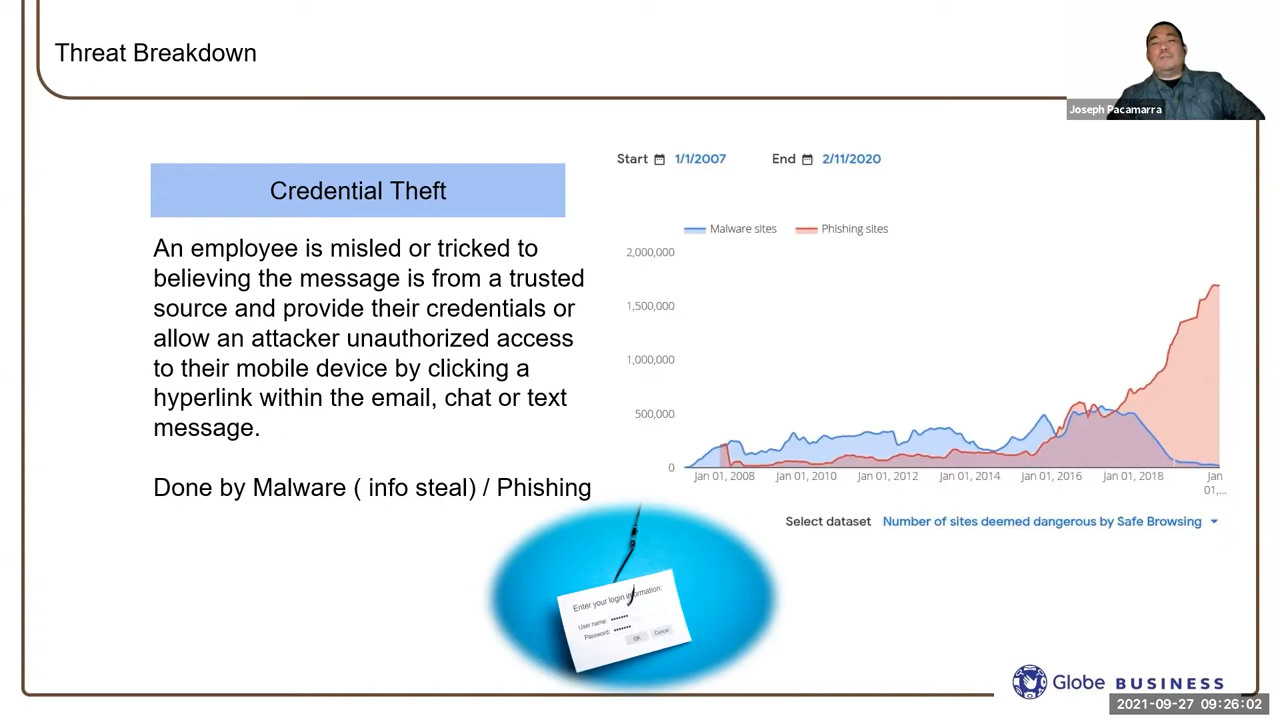 Threat Breakdown
Joseph Pacamarra
Credential Theft
An employee is misled or tricked to
believing the message is from a trusted
source and provide their credentials or
allow an attacker unauthorized access
to their mobile device by clicking a
hyperlink within the email, chat or text
message.
Done by Malware ( info steal) / Phishing
Start 1/1/2007 End 2/11/2020
Malware sites Phishing sites
2,000,000
1,500,000
1,000,000
500,000
0
Jan 01, 2008 Jan 01, 2010 Jan 01, 2012 Jan 01, 2014 Jan 01, 2016 Jan 01, 2018 Jan
01,...
Select dataset Number of sites deemed dangerous by Safe Browsing
Enter your login information:
User name: •••••••
Password: •••••••
OK Cancel
Globe BUSINESS
2021-09-27 09:26:02